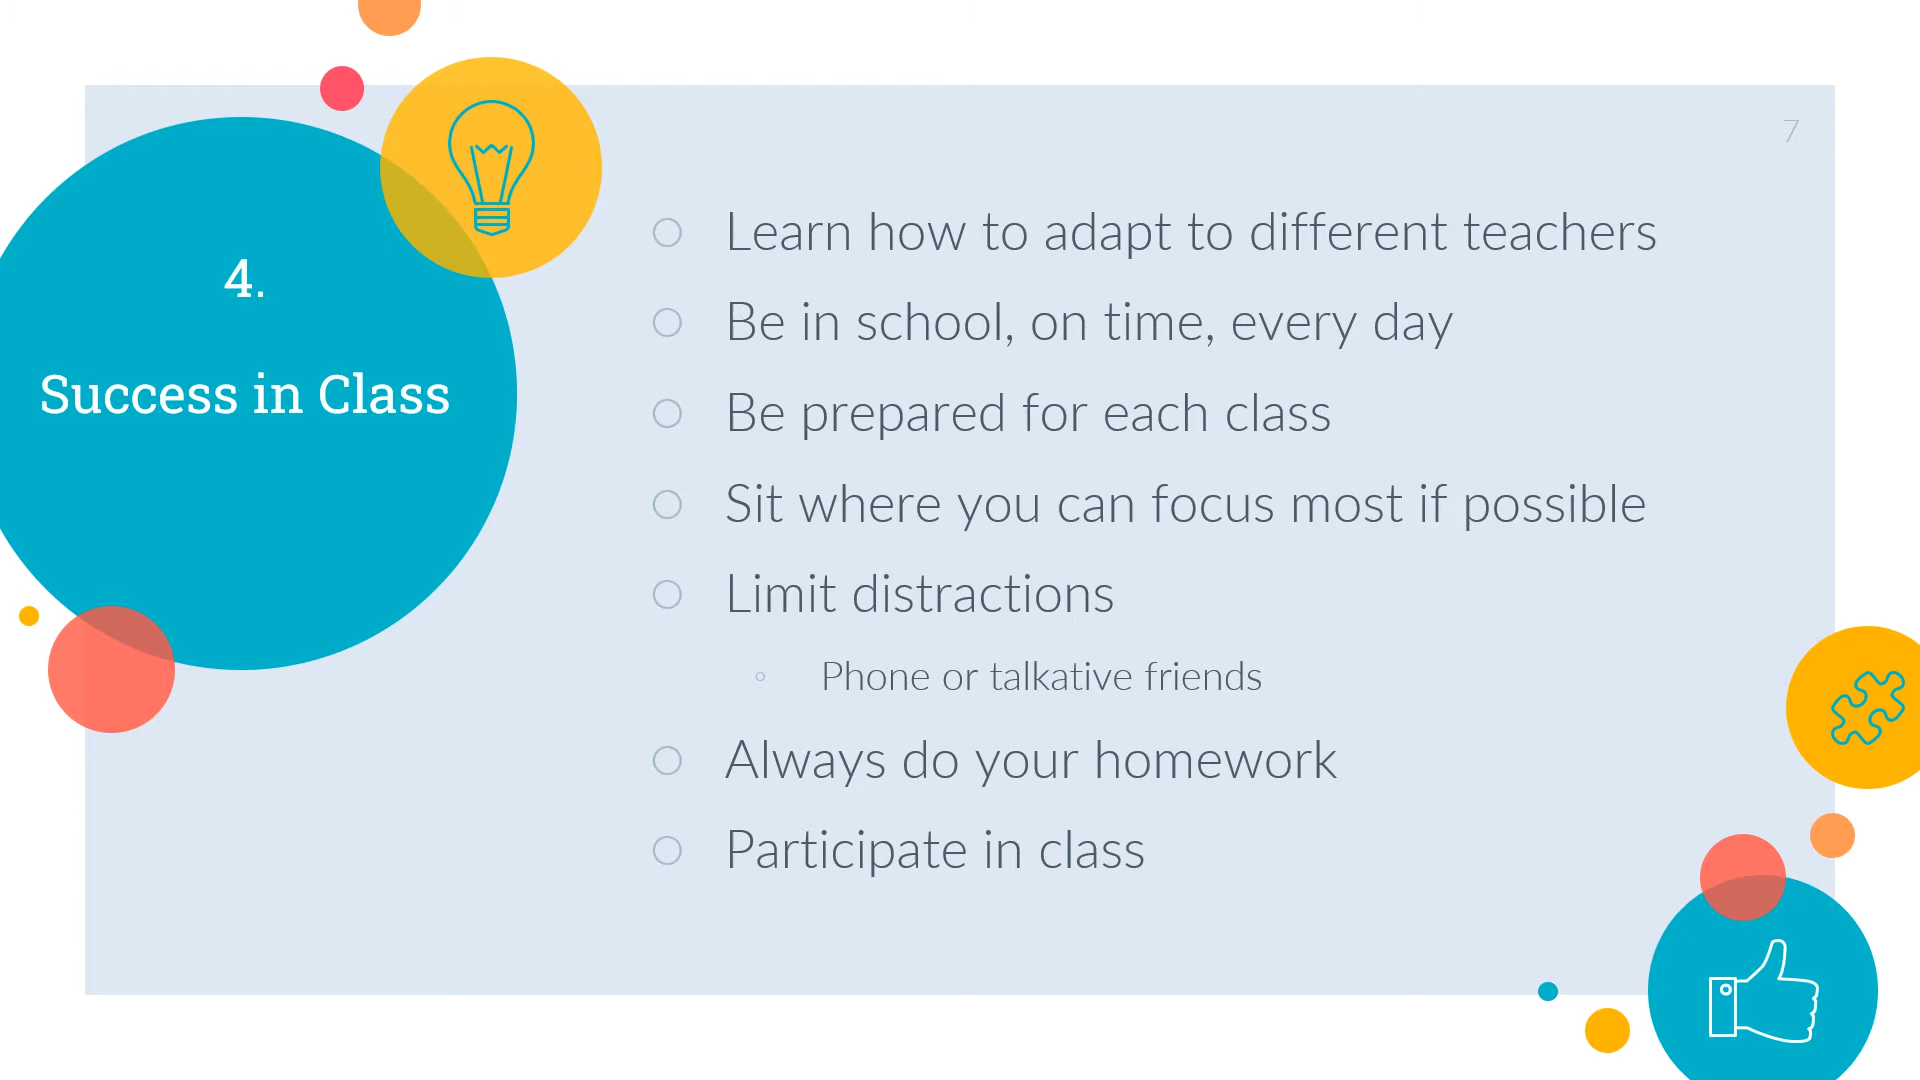 4.
Success in Class
7
Learn how to adapt to different teachers
Be in school, on time, every day
Be prepared for each class
Sit where you can focus most if possible
Limit distractions
Phone or talkative friends
Always do your homework
Participate in class